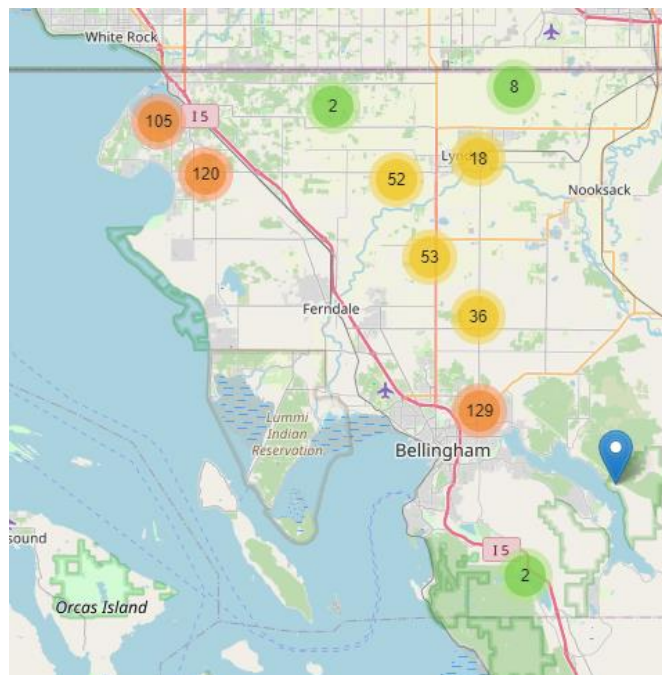 White Rock
8
2
105
I 5
Lynd
18
120
52
Nooksack
53
Ferndale
36
129
Lummi
Indian
Reservation
Bellingham
sound
I 5
2
Orcas Island